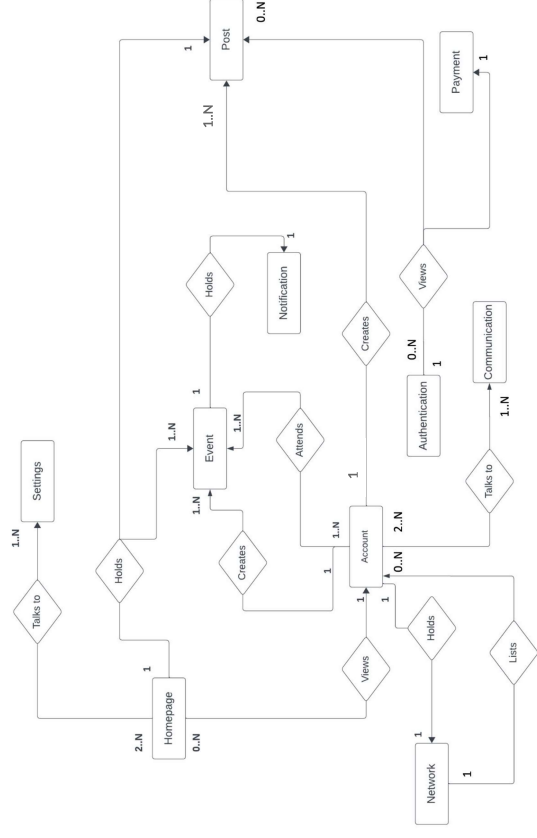 1..N
Settings
Talks to
2..N
Holds
1
1..N
1
Homepage
0..N
1
1..N
Event
Holds
1..N
Post
1..N
1..N
Creates
0..N
Notification
1
Attends
1
1..N
1
Views
1
Account
Creates
1
0..N
2..N
0..N
1
Network
Holds
Authentication
Views
1
Payment
1
1
Talks to
Communication
1..N
Lists